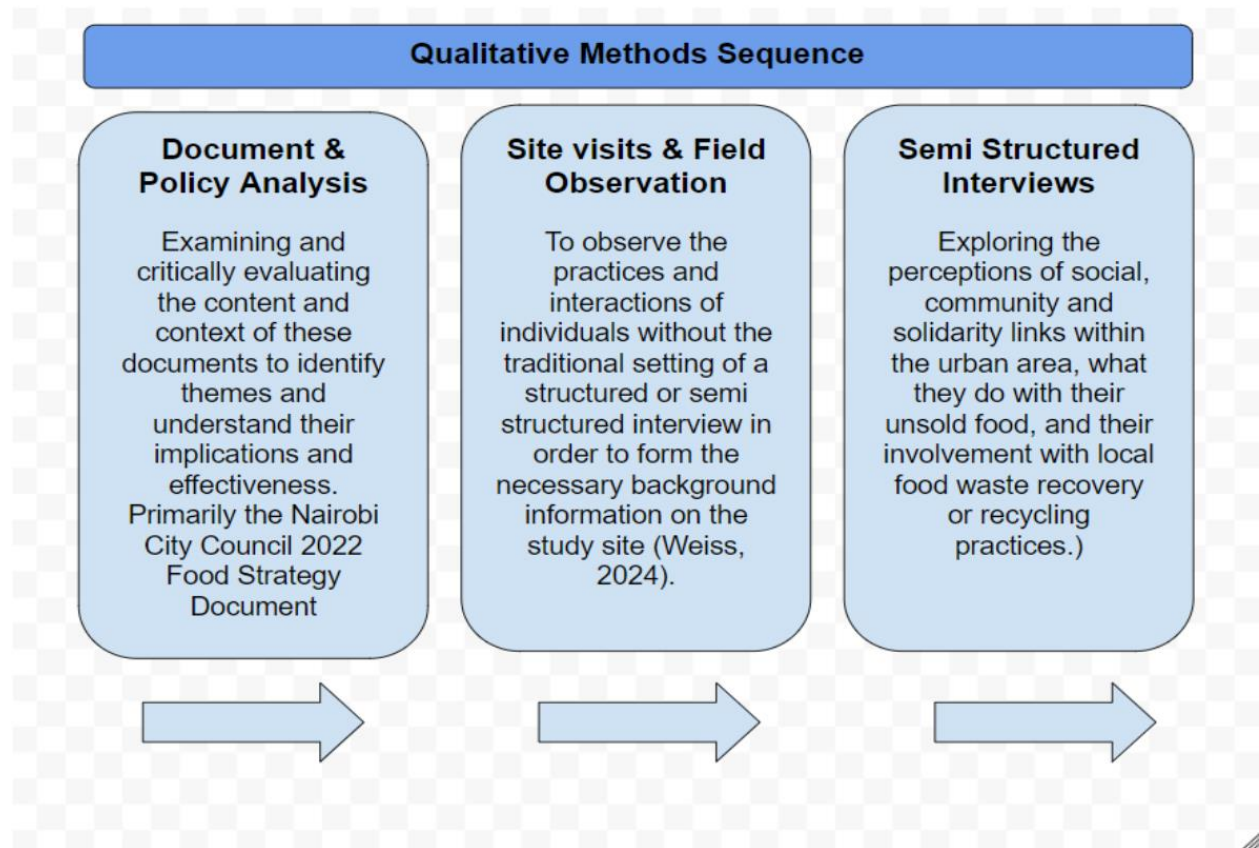 Qualitative Methods Sequence
Document &
Policy Analysis
Examining and
critically evaluating
the content and
context of these
documents to identify
themes and
understand their
implications and
effectiveness.
Primarily the Nairobi
City Council 2022
Food Strategy
Document
Site visits & Field
Observation
To observe the
practices and
interactions of
individuals without the
traditional setting of a
structured or semi
structured interview in
order to form the
necessary background
information on the
study site (Weiss,
2024).
Semi Structured
Interviews
Exploring the
perceptions of social,
community and
solidarity links within
the urban area, what
they do with their
unsold food, and their
involvement with local
food waste recovery
or recycling
practices.)